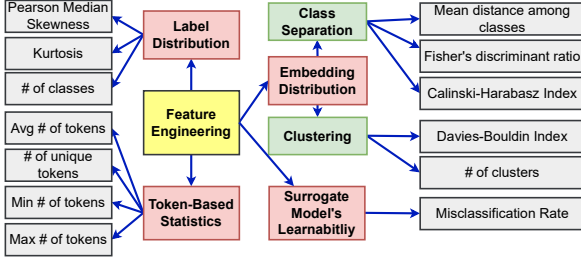 Pearson Median
Skewness
Kurtosis
# of classes
Avg # of tokens
# of unique
tokens
Min # of tokens
Max # of tokens
Label
Distribution
Feature
Engineering
Token-Based
Statistics
Class
Separation
Embedding
Distribution
Clustering
Surrogate
Model's
Learnabitliy
Mean distance among
classes
Fisher's discriminant ratio
Calinski-Harabasz Index
Davies-Bouldin Index
# of clusters
Misclassification Rate